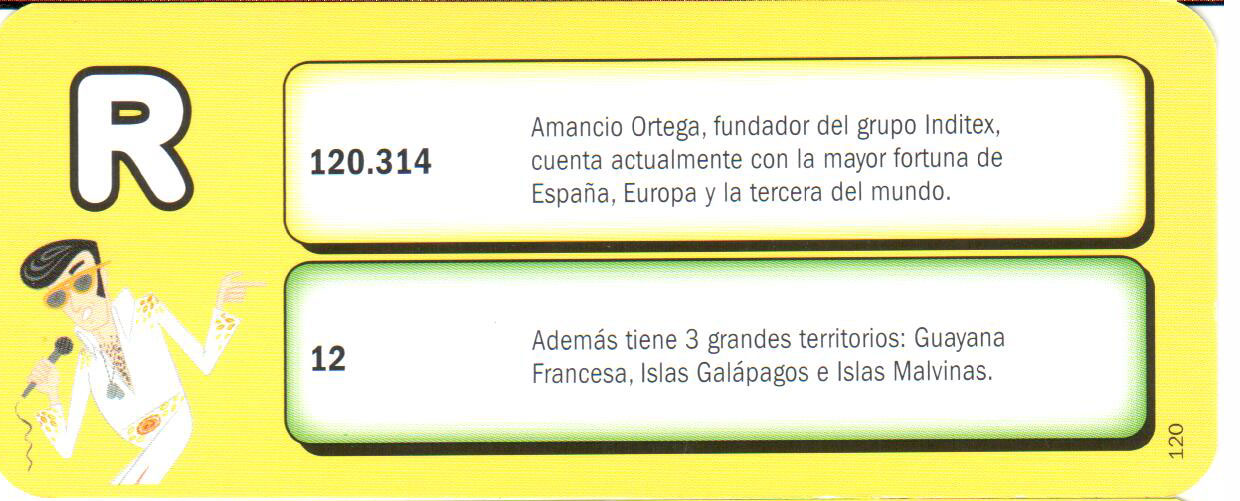 R
120.314
Amancio Ortega, fundador del grupo Inditex,
cuenta actualmente con la mayor fortuna de
España, Europa y la tercera del mundo.
12
Además tiene 3 grandes territorios: Guayana
Francesa, Islas Galápagos e Islas Malvinas.
120